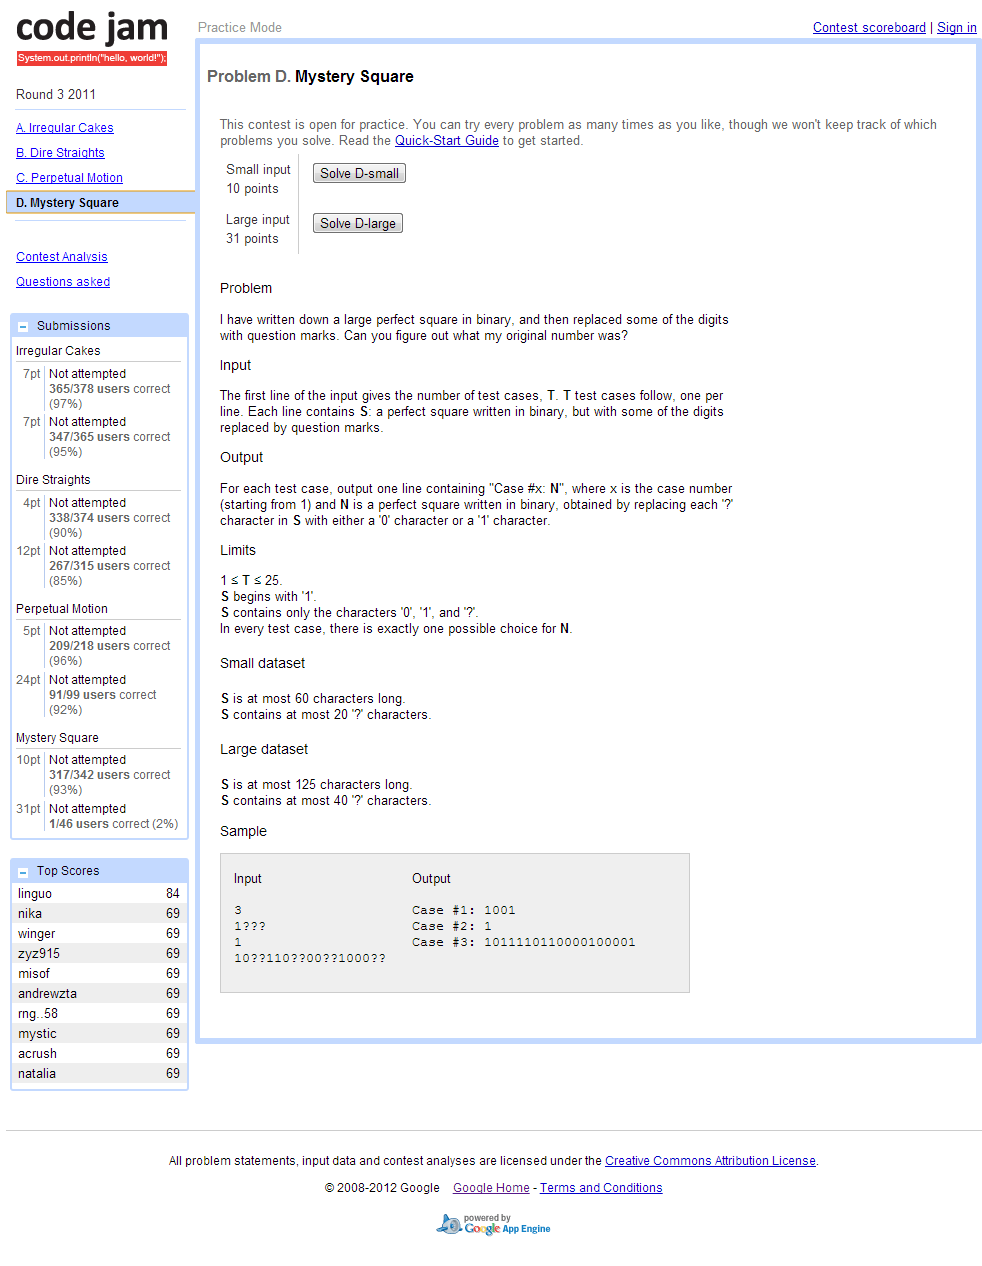 code jam
System.out.println("hello, world!");
Round 3 2011
A. Irregular Cakes
B. Dire Straights
C. Perpetual Motion
D. Mystery Square
Contest Analysis
Questions asked
Submissions
Irregular Cakes
7pt Not attempted
365/378 users correct
(97%)
7pt Not attempted
347/365 users correct
(95%)
Dire Straights
4pt Not attempted
338/374 users correct
(90%)
12pt Not attempted
267/315 users correct
(85%)
Perpetual Motion
5pt Not attempted
209/218 users correct
(96%)
24pt Not attempted
91/99 users correct
(92%)
Mystery Square
10pt Not attempted
317/342 users correct
(93%)
31pt Not attempted
1/46 users correct (2%)
Top Scores
linguo 84
nika 69
winger 69
zyz915 69
misof 69
andrewzta 69
rng..58 69
mystic 69
acrush 69
natalia 69
Practice Mode
Contest scoreboard | Sign in
Problem D. Mystery Square
This contest is open for practice. You can try every problem as many times as you like, though we won't keep track of which
problems you solve. Read the Quick-Start Guide to get started.
Small input
10 points
Solve D-small
Large input
31 points
Solve D-large
Problem
I have written down a large perfect square in binary, and then replaced some of the digits
with question marks. Can you figure out what my original number was?
Input
The first line of the input gives the number of test cases, T. T test cases follow, one per
line. Each line contains S: a perfect square written in binary, but with some of the digits
replaced by question marks.
Output
For each test case, output one line containing "Case #x: N", where x is the case number
(starting from 1) and N is a perfect square written in binary, obtained by replacing each '?'
character in S with either a '0' character or a '1' character.
Limits
1 ≤ T ≤ 25.
S begins with '1'.
S contains only the characters '0', '1', and '?'.
In every test case, there is exactly one possible choice for N.
Small dataset
S is at most 60 characters long.
S contains at most 20 '?' characters.
Large dataset
S is at most 125 characters long.
S contains at most 40 '?' characters.
Sample
Input Output
3 Case #1: 1001
1??? Case #2: 1
1 Case #3: 1011110110000100001
10??110??00??1000??
All problem statements, input data and contest analyses are licensed under the Creative Commons Attribution License.
© 2008-2012 Google Google Home - Terms and Conditions
powered by
Google App Engine